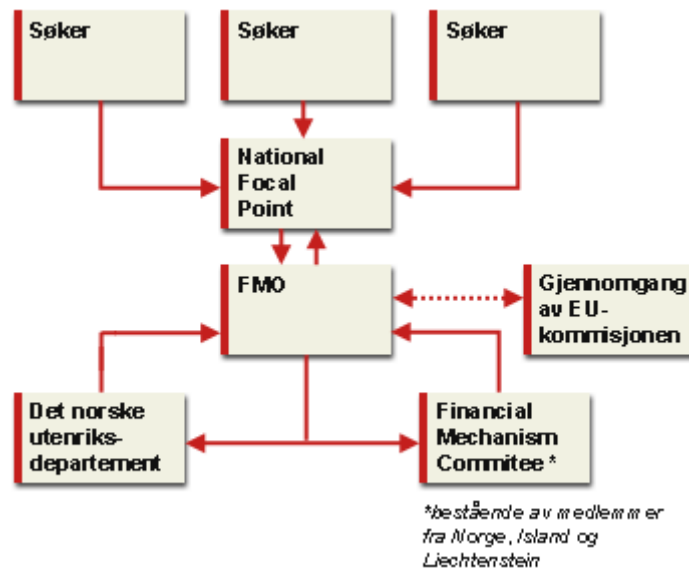 Søker
Søker
Søker
National
Focal
Point
FMO
Gjennomgang
av EU-
kommisjonen
Det norske
utenriks-
departement
Financial
Mechanism
Commitee *
*bestående av medlemmer
fra Norge, Island og
Liechtenstein